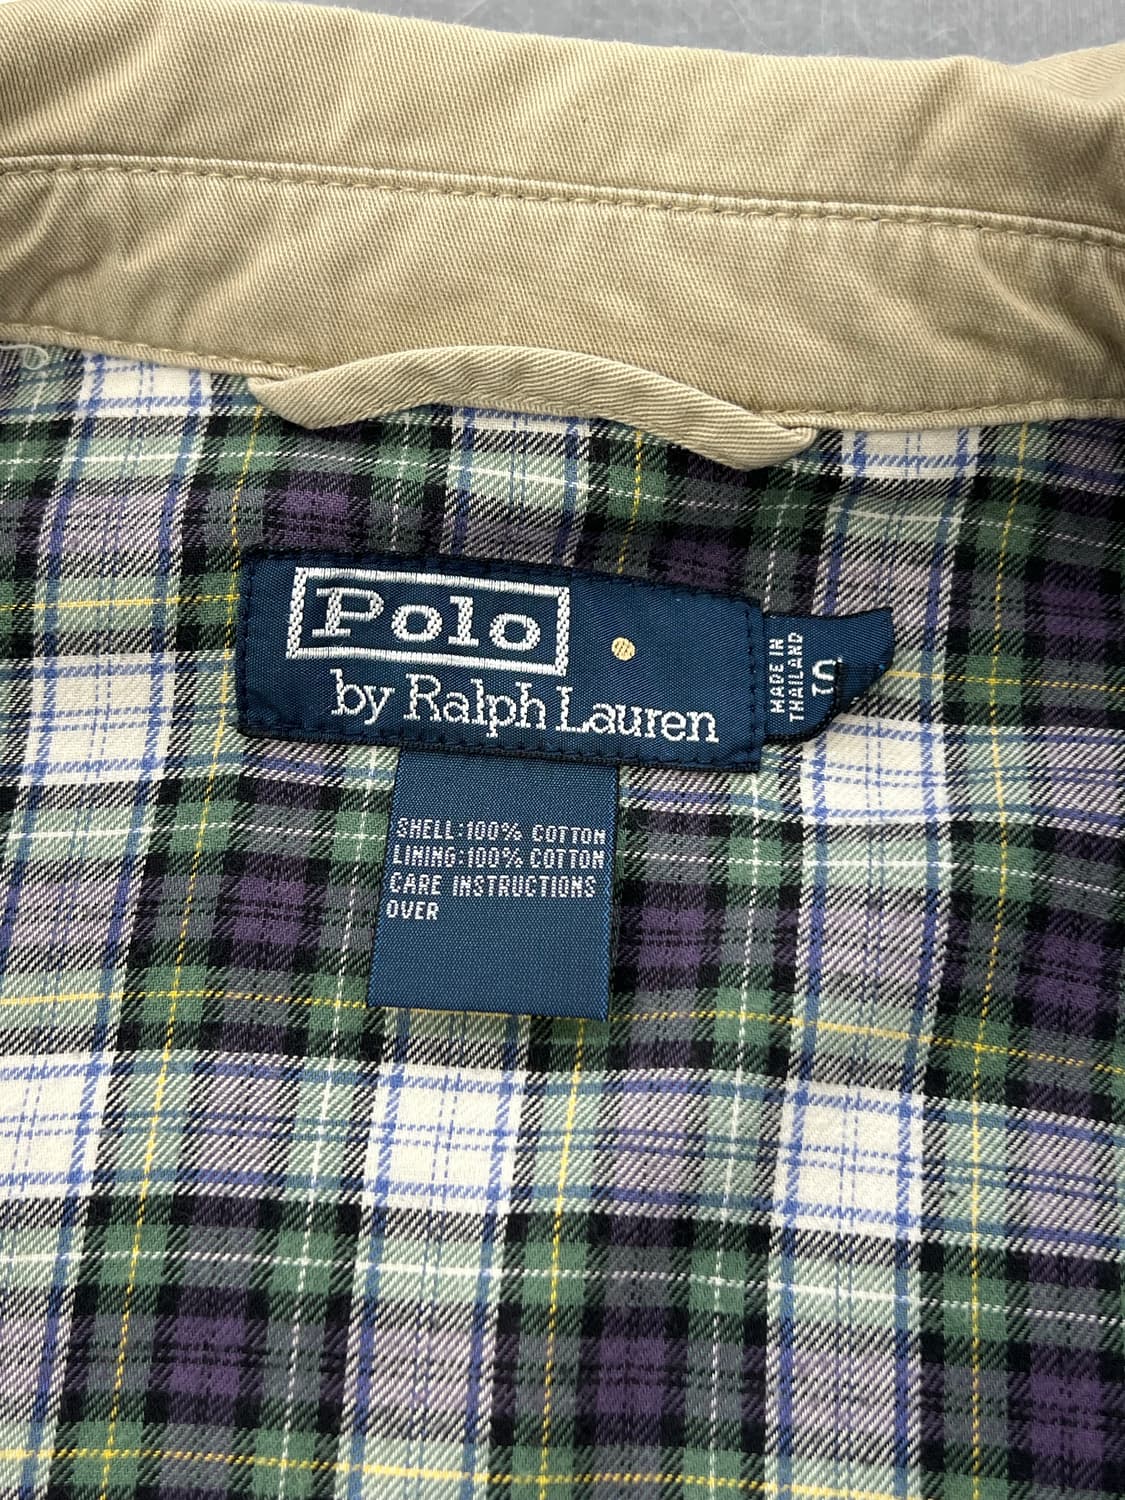 Polo
by Ralph Lauren
MADE IN
THAILAND
S
SHELL:100% COTTON
LINING:100% COTTON
CARE INSTRUCTIONS
OVER